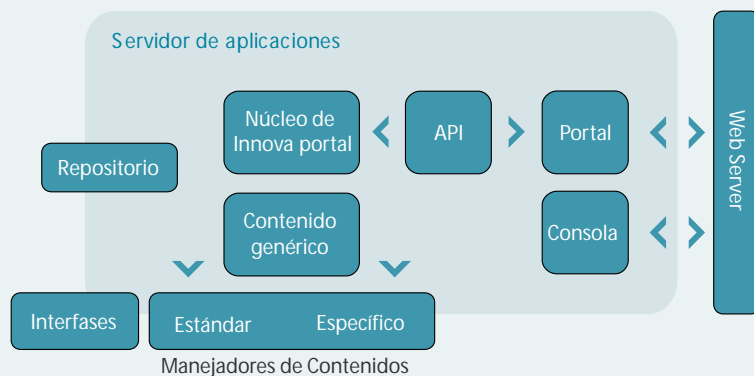 Servidor de aplicaciones
Núcleo de
Innova portal
API
Portal
Web Server
Repositorio
Contenido
genérico
Consola
Interfases
Estándar
Específico
Manejadores de Contenidos